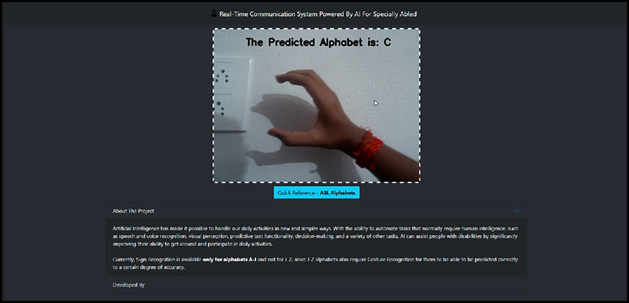 Real-Time Communication System Powered By AI For Specially Abled
The Predicted Alphabet is: C
Quick Reference - ASL Alphabets
About The Project
Artificial Intelligence has made it possible to handle our daily activities in new and simpler ways. With the ability to automate tasks that normally require human intelligence, such
as speech and voice recognition, visual perception, predictive text functionality, decision-making, and a variety of other tasks, AI can assist people with disabilities by significantly
improving their ability to get around and participate in daily activities.
Currently, Sign Recognition is available only for alphabets A-I and not for J-Z, since J-Z alphabets also require Gesture Recognition for them to be able to be predicted correctly
to a certain degree of accuracy.
Developed By